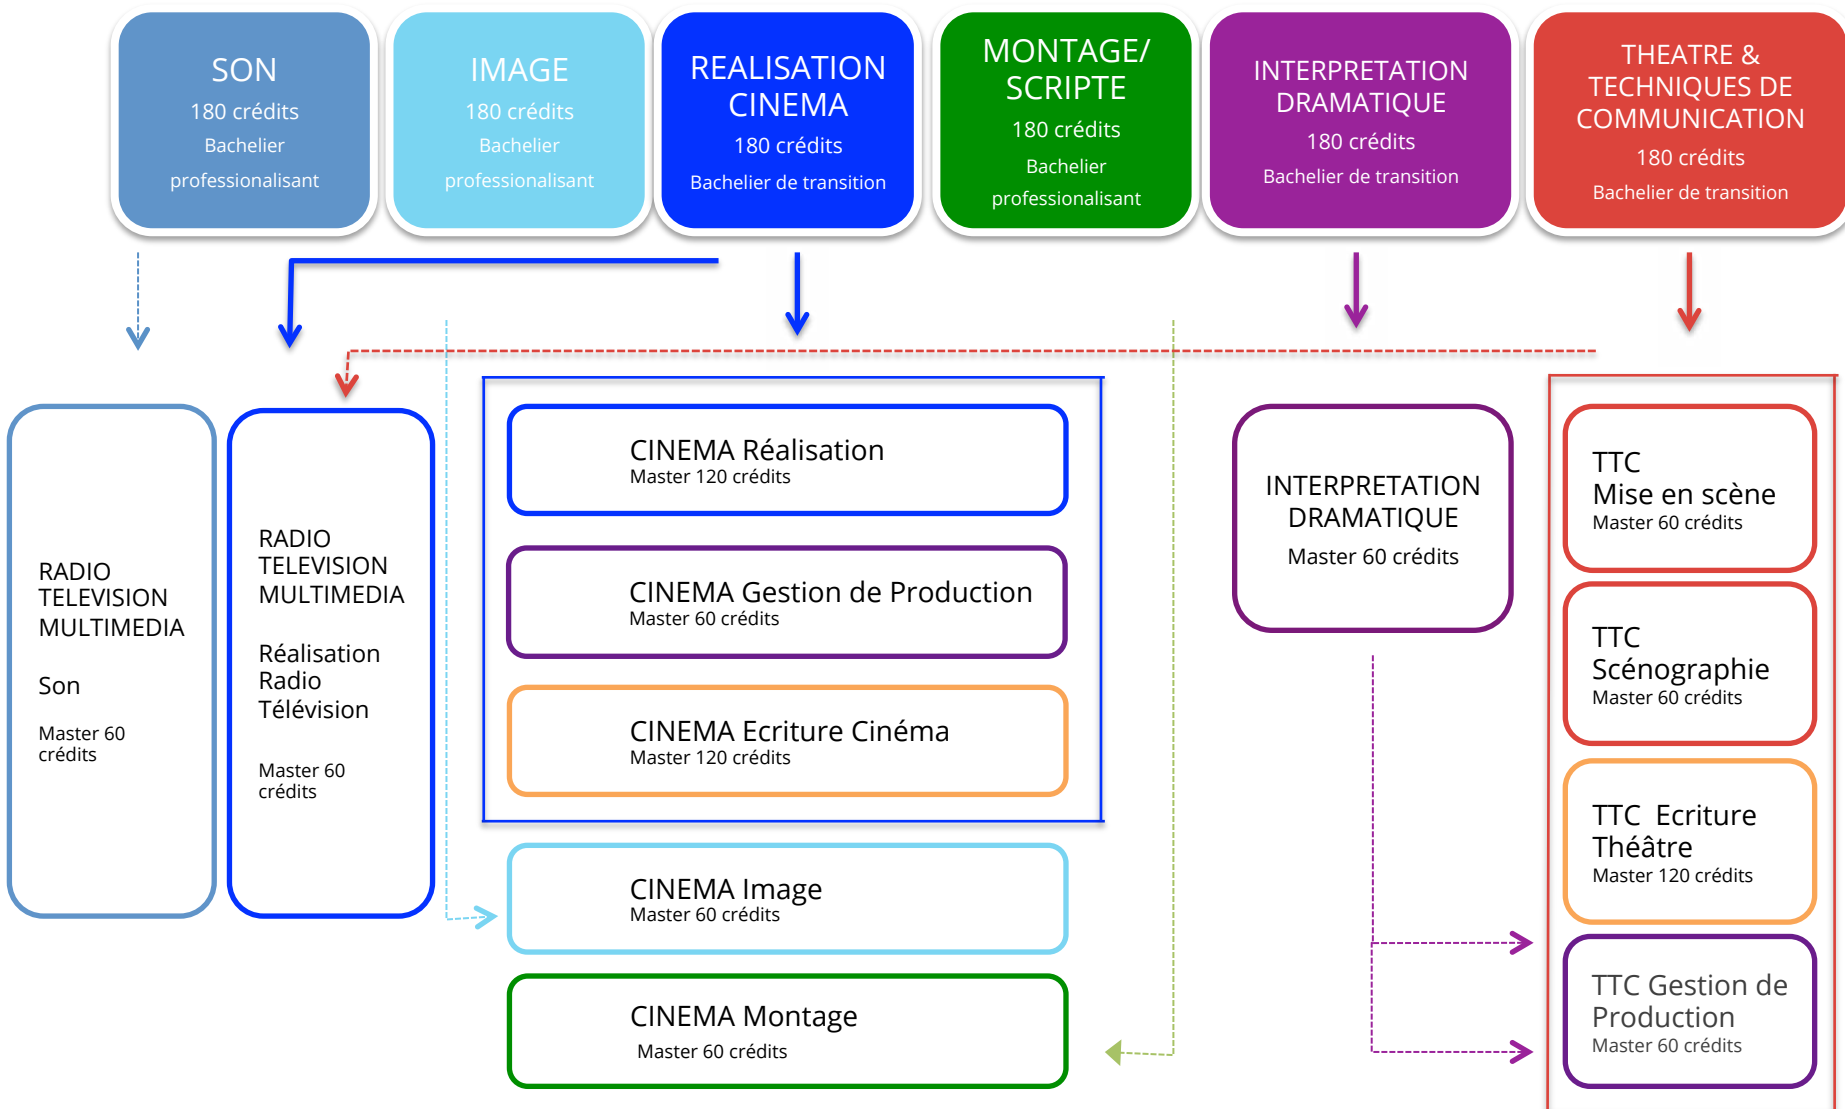 SON
180 crédits
Bachelier
professionalisant
IMAGE
180 crédits
Bachelier
professionalisant
REALISATION
CINEMA
180 crédits
Bachelier de transition
MONTAGE/
SCRIPTE
180 crédits
Bachelier
professionalisant
INTERPRETATION
DRAMATIQUE
180 crédits
Bachelier de transition
THEATRE &
TECHNIQUES DE
COMMUNICATION
180 crédits
Bachelier de transition
RADIO
TELEVISION
MULTIMEDIA
Son
Master 60
crédits
RADIO
TELEVISION
MULTIMEDIA
Réalisation
Radio
Télévision
Master 60
crédits
CINEMA Réalisation
Master 120 crédits
CINEMA Gestion de Production
Master 60 crédits
CINEMA Ecriture Cinéma
Master 120 crédits
CINEMA Image
Master 60 crédits
CINEMA Montage
Master 60 crédits
INTERPRETATION
DRAMATIQUE
Master 60 crédits
TTC
Mise en scène
Master 60 crédits
TTC
Scénographie
Master 60 crédits
TTC  Ecriture
Théâtre
Master 120 crédits
TTC Gestion de
Production
Master 60 crédits